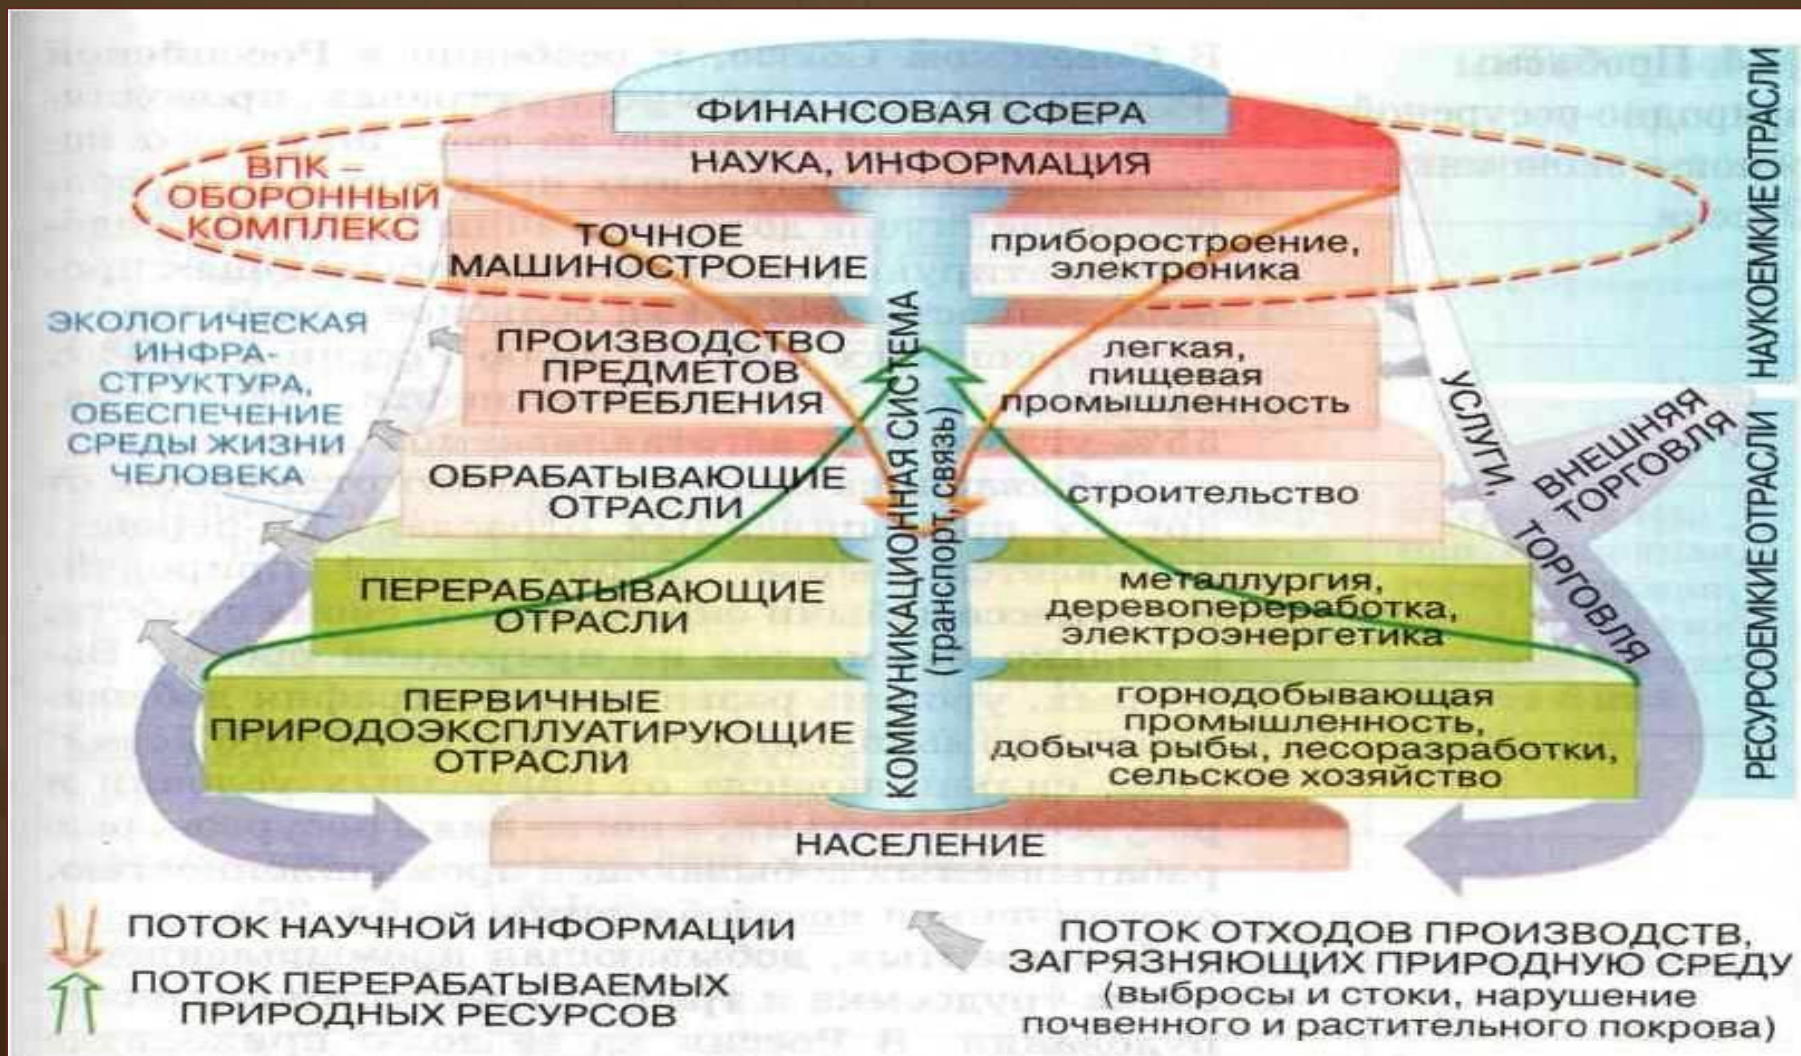 ФИНАНСОВАЯ СФЕРА
НАУКА, ИНФОРМАЦИЯ
ВПК –
ОБОРОННЫЙ
КОМПЛЕКС
ТОЧНОЕ
МАШИНОСТРОЕНИЕ
приборостроение,
электроника
ЭКОЛОГИЧЕСКАЯ
ИНФРА-
СТРУКТУРА,
ОБЕСПЕЧЕНИЕ
СРЕДЫ ЖИЗНИ
ЧЕЛОВЕКА
ПРОИЗВОДСТВО
ПРЕДМЕТОВ
ПОТРЕБЛЕНИЯ
легкая,
пищевая
промышленность
ОБРАБАТЫВАЮЩИЕ
ОТРАСЛИ
строительство
ПЕРЕРАБАТЫВАЮЩИЕ
ОТРАСЛИ
металлургия,
деревопереработка,
электроэнергетика
ПЕРВИЧНЫЕ
ПРИРОДОЭКСПЛУАТИРУЮЩИЕ
ОТРАСЛИ
горнодобывающая
промышленность,
добыча рыбы, лесоразработки,
сельское хозяйство
КОММУНИКАЦИОННАЯ СИСТЕМА
(транспорт, связь)
УСЛУГИ,
ТОРГОВЛЯ
ВНЕШНЯЯ
ТОРГОВЛЯ
НАУКОЕМКИЕ ОТРАСЛИ
РЕСУРСОЕМКИЕ ОТРАСЛИ
НАСЕЛЕНИЕ
ПОТОК НАУЧНОЙ ИНФОРМАЦИИ
ПОТОК ПЕРЕРАБАТЫВАЕМЫХ
ПРИРОДНЫХ РЕСУРСОВ
ПОТОК ОТХОДОВ ПРОИЗВОДСТВ,
ЗАГРЯЗНЯЮЩИХ ПРИРОДНУЮ СРЕДУ
(выбросы и стоки, нарушение
почвенного и растительного покрова)